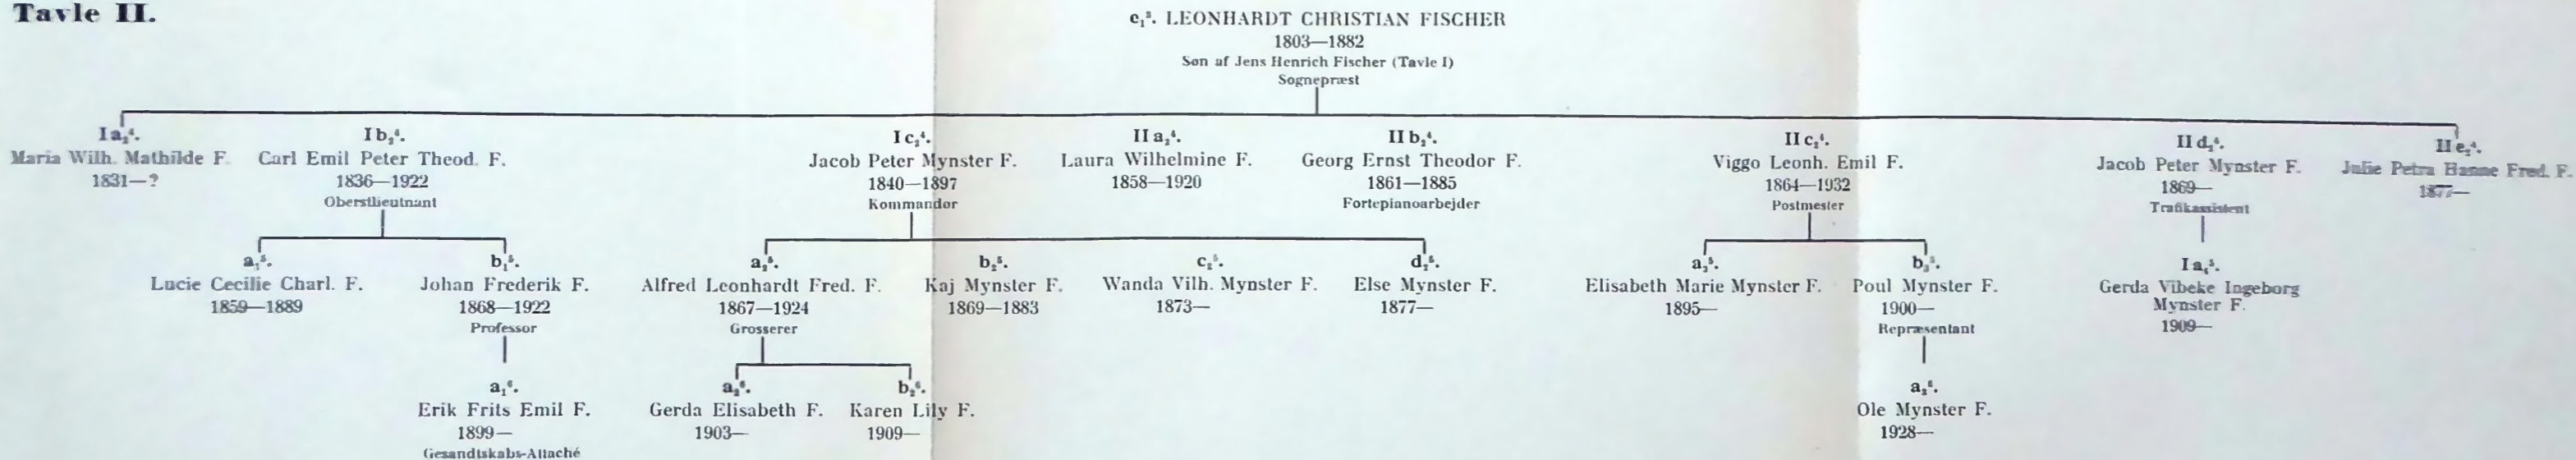 Tavle II.
c₁³. LEONHARDT CHRISTIAN FISCHER
1803—1882
Søn af Jens Henrich Fischer (Tavle I)
Sognepræst
I a₂⁴.
Maria Wilh. Mathilde F.
1831—?
I b₂⁴.
Carl Emil Peter Theod. F.
1836—1922
Oberstlieutnant
I c₂⁴.
Jacob Peter Mynster F.
1840—1897
Kommandør
II a₂⁴.
Laura Wilhelmine F.
1858—1920
II b₂⁴.
Georg Ernst Theodor F.
1861—1885
Fortepianoarbejder
II c₂⁴.
Viggo Leonh. Emil F.
1864—1932
Postmester
II d₂⁴.
Jacob Peter Mynster F.
1869—
Trafikassistent
II e₂⁴.
Julie Petra Hanne Fred. F.
1877—
a₁⁵.
Lucie Cecilie Charl. F.
1859—1889
b₁⁵.
Johan Frederik F.
1868—1922
Professor
a₂⁵.
Alfred Leonhardt Fred. F.
1867—1924
Grosserer
b₂⁵.
Kaj Mynster F.
1869—1883
c₂⁵.
Wanda Vilh. Mynster F.
1873—
d₂⁵.
Else Mynster F.
1877—
a₃⁵.
Elisabeth Marie Mynster F.
1895—
b₃⁵.
Poul Mynster F.
1900—
Repræsentant
I a₄⁵.
Gerda Vibeke Ingeborg
Mynster F.
1909—
a₁⁶.
Erik Frits Emil F.
1899—
Gesandtskabs-Attaché
a₂⁶.
Gerda Elisabeth F.
1903—
b₂⁶.
Karen Lily F.
1909—
a₃⁶.
Ole Mynster F.
1928—